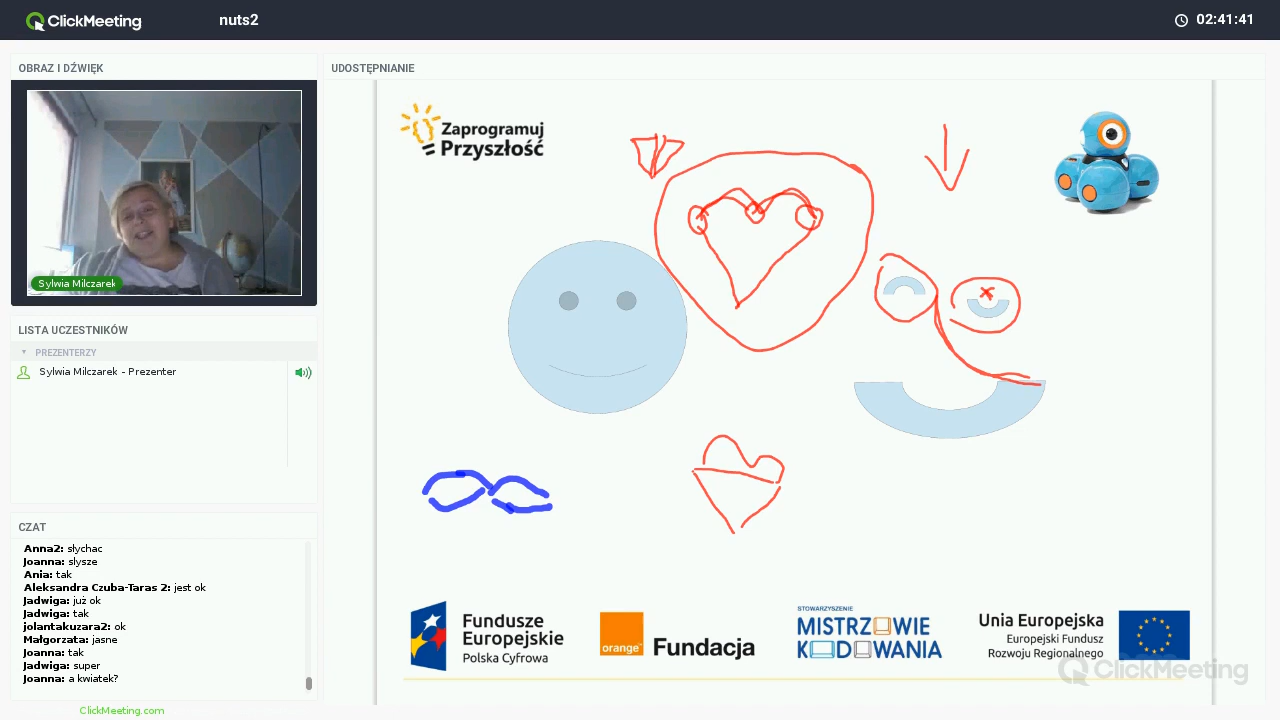 ClickMeeting
nuts2
02:41:41
OBRAZ I DŹWIĘK
Sylwia Milczarek
LISTA UCZESTNIKÓW
PREZENTERZY
Sylwia Milczarek - Prezenter
CZAT
Anna2: słychac
Joanna: slysze
Ania: tak
Aleksandra Czuba-Taras 2: jest ok
Jadwiga: już ok
Jadwiga: tak
jolantakuzara2: ok
Małgorzata: jasne
Joanna: tak
Jadwiga: super
Joanna: a kwiatek?
ClickMeeting.com
UDOSTĘPNIANIE
Zaprogramuj
Przyszłość
Fundusze
Europejskie
Polska Cyfrowa
orange™
Fundacja
STOWARZYSZENIE
MISTRZOWIE
KODOWANIA
Unia Europejska
Europejski Fundusz
Rozwoju Regionalnego
ClickMeeting